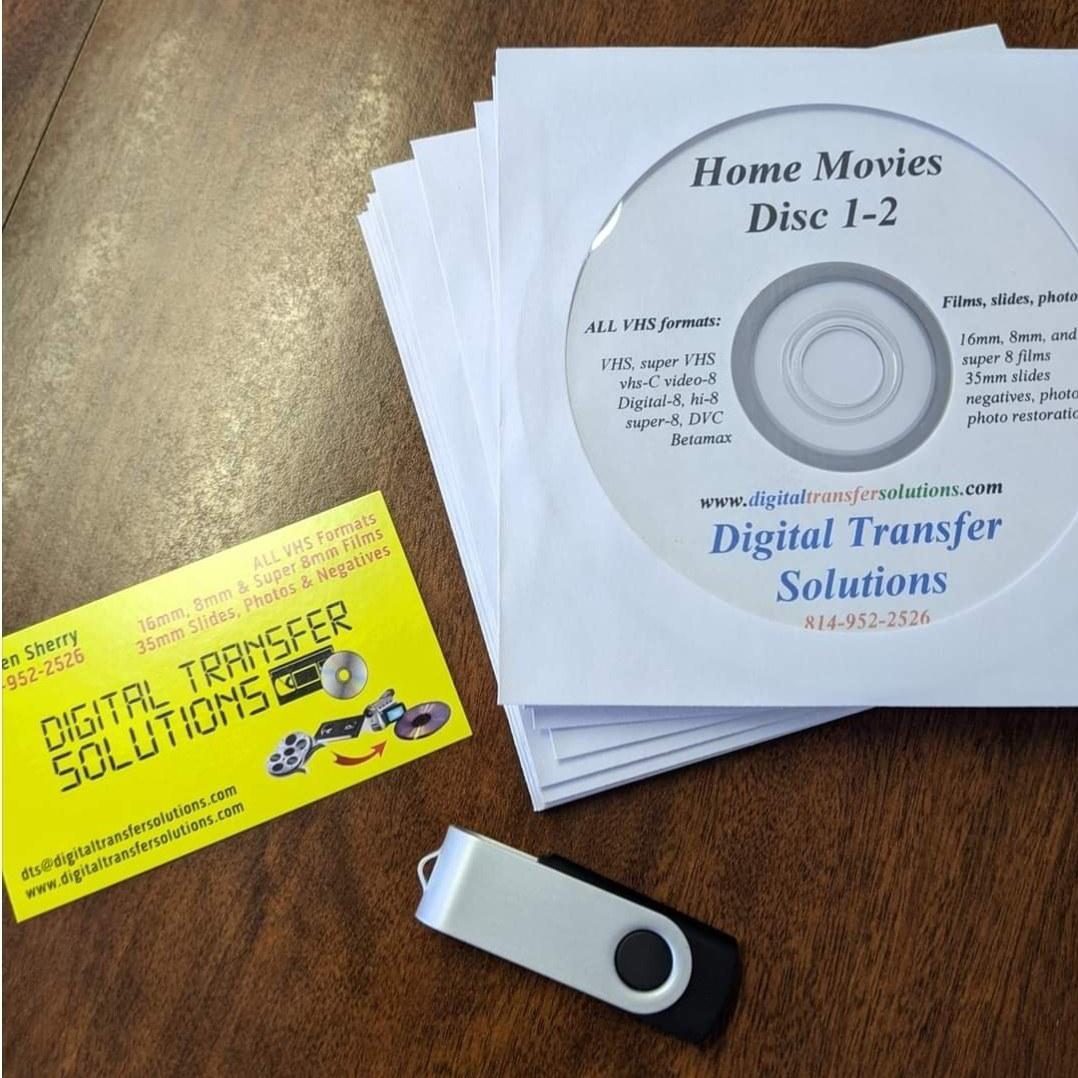 Home Movies
Disc 1-2
ALL VHS formats:
VHS, super VHS
vhs-C video-8
Digital-8, hi-8
super-8, DVC
Betamax
Films, slides, photo
16mm, 8mm, and
super 8 films
35mm slides
negatives, photo
photo restoratio
www.digitaltransfersolutions.com
Digital Transfer
Solutions
814-952-2526
en Sherry
-952-2526
ALL VHS Formats
16mm, 8mm & Super 8mm Films
35mm Slides, Photos & Negatives
DIGITAL TRANSFER
SOLUTIONS
dts@digitaltransfersolutions.com
www.digitaltransfersolutions.com